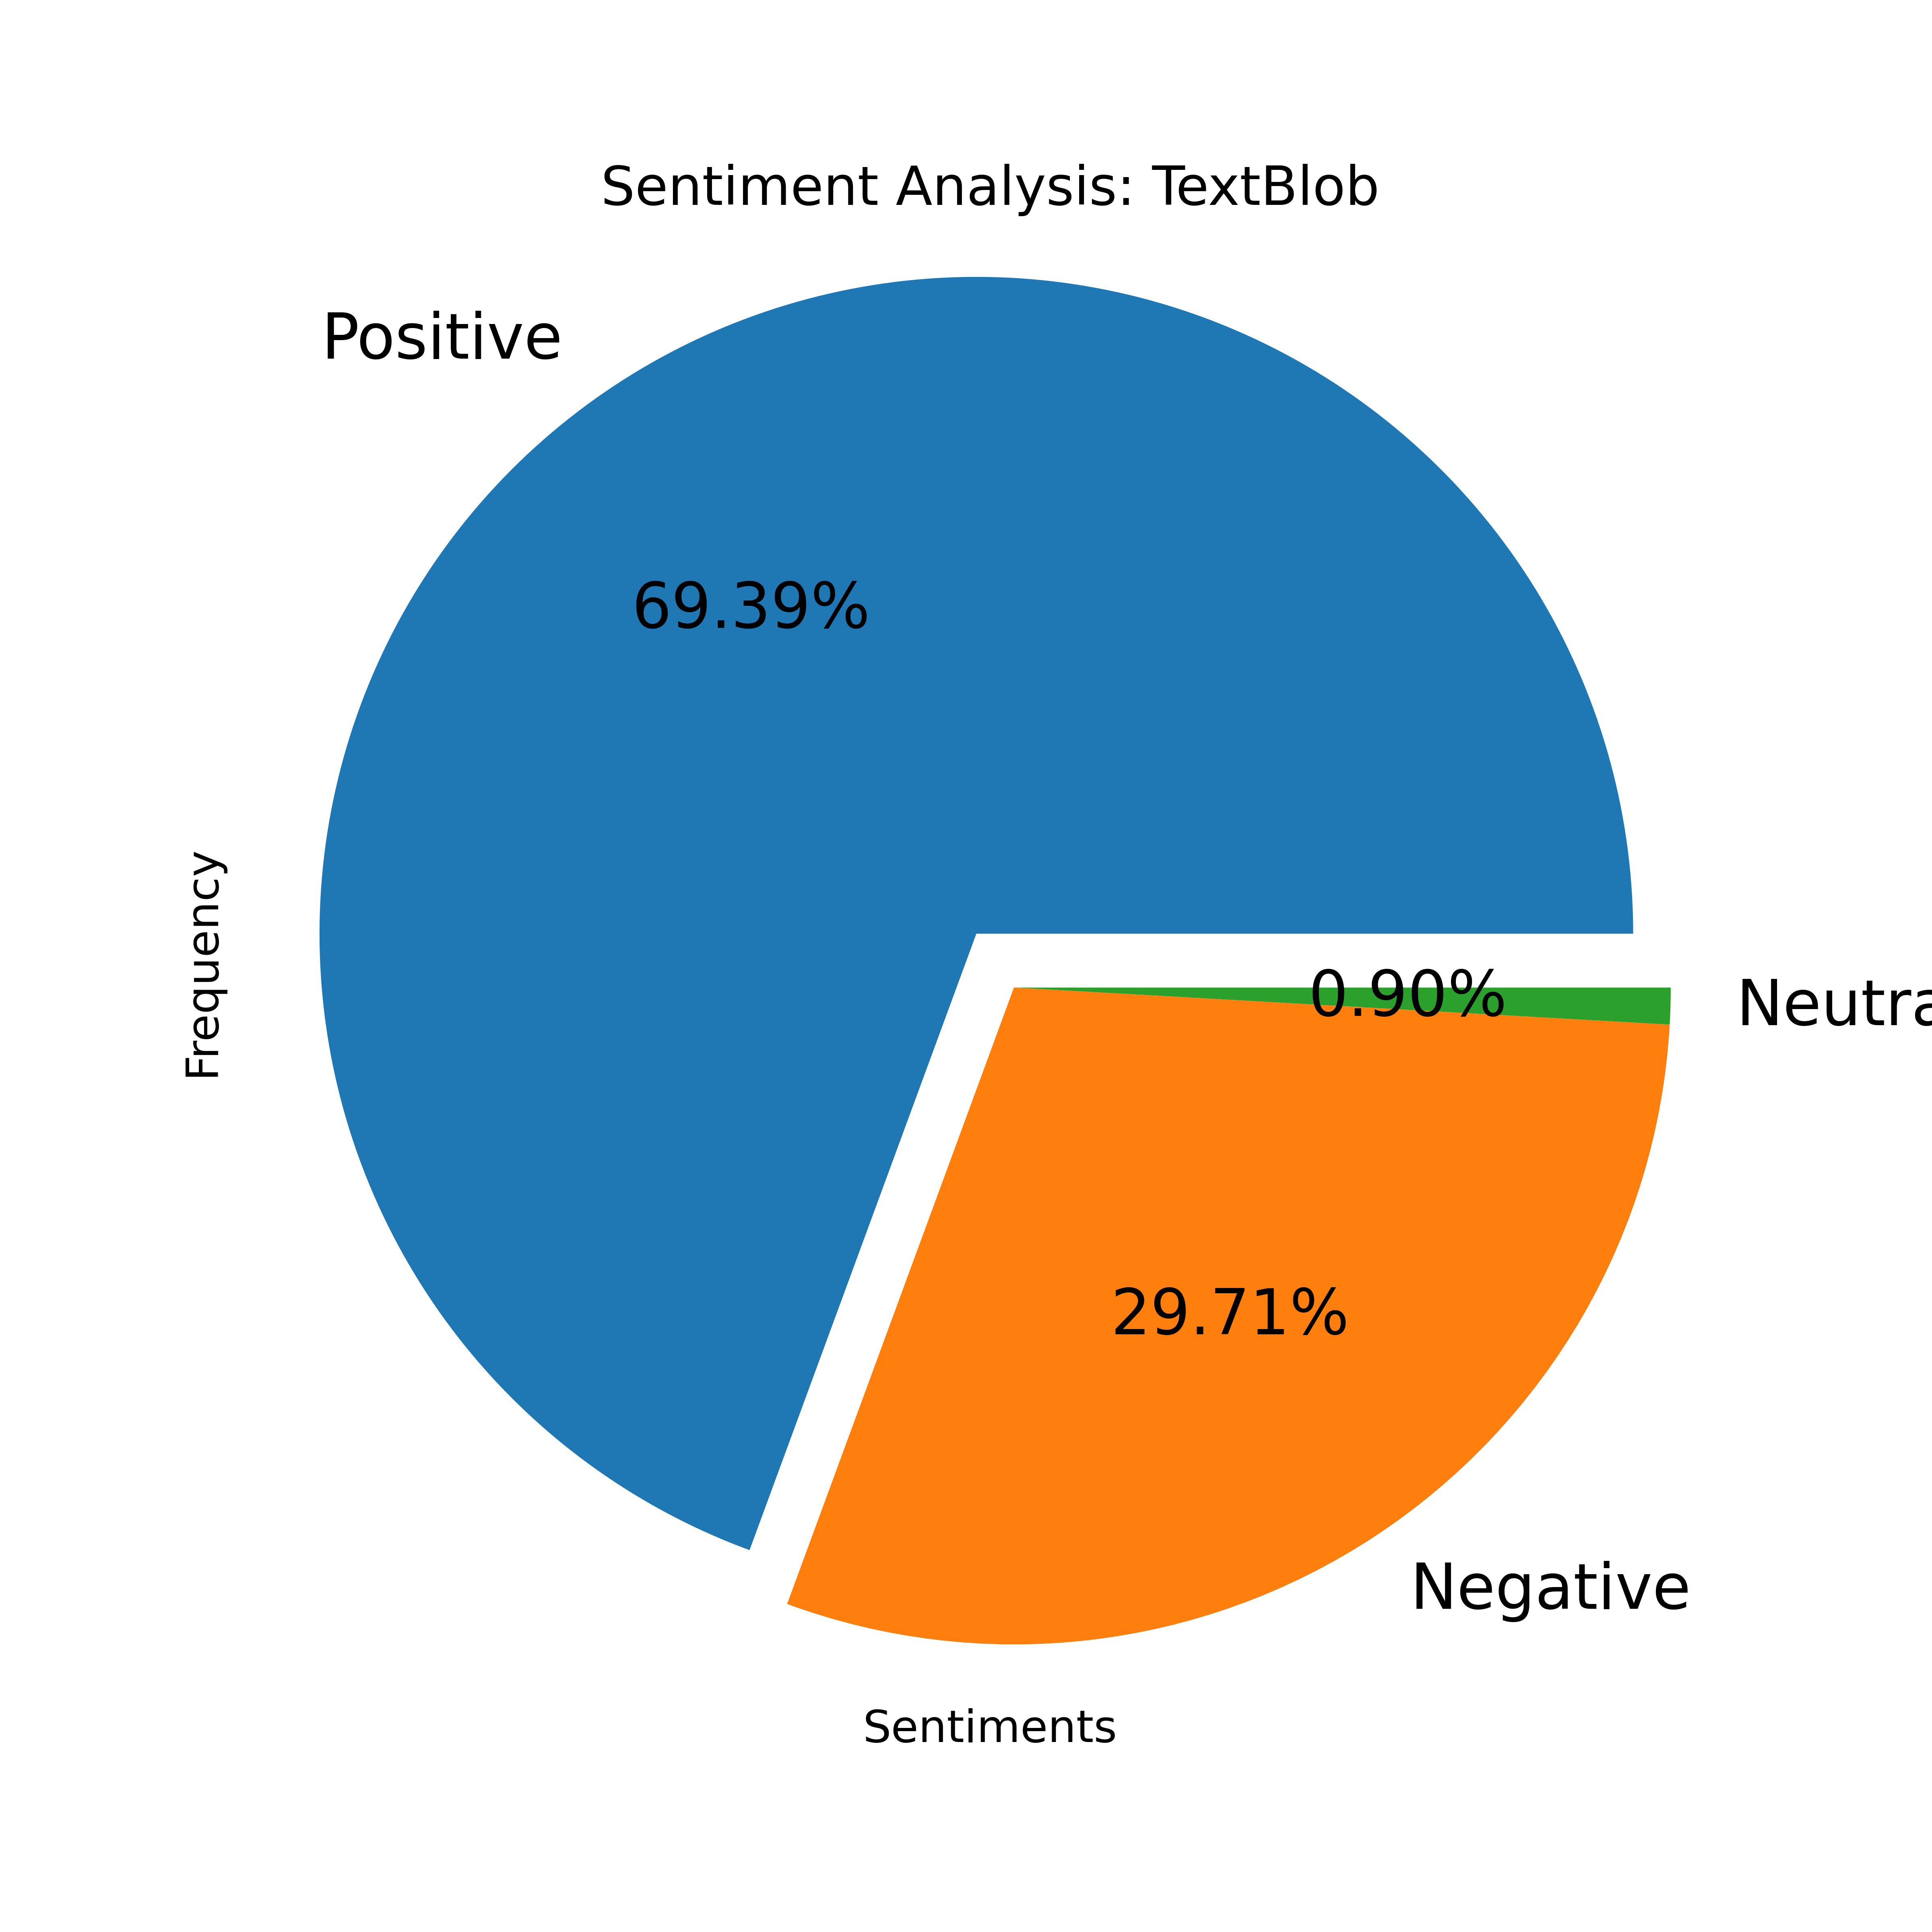 Sentiment Analysis: TextBlob
Positive
69.39%
Frequency
0.90%
Neutra
29.71%
Negative
Sentiments